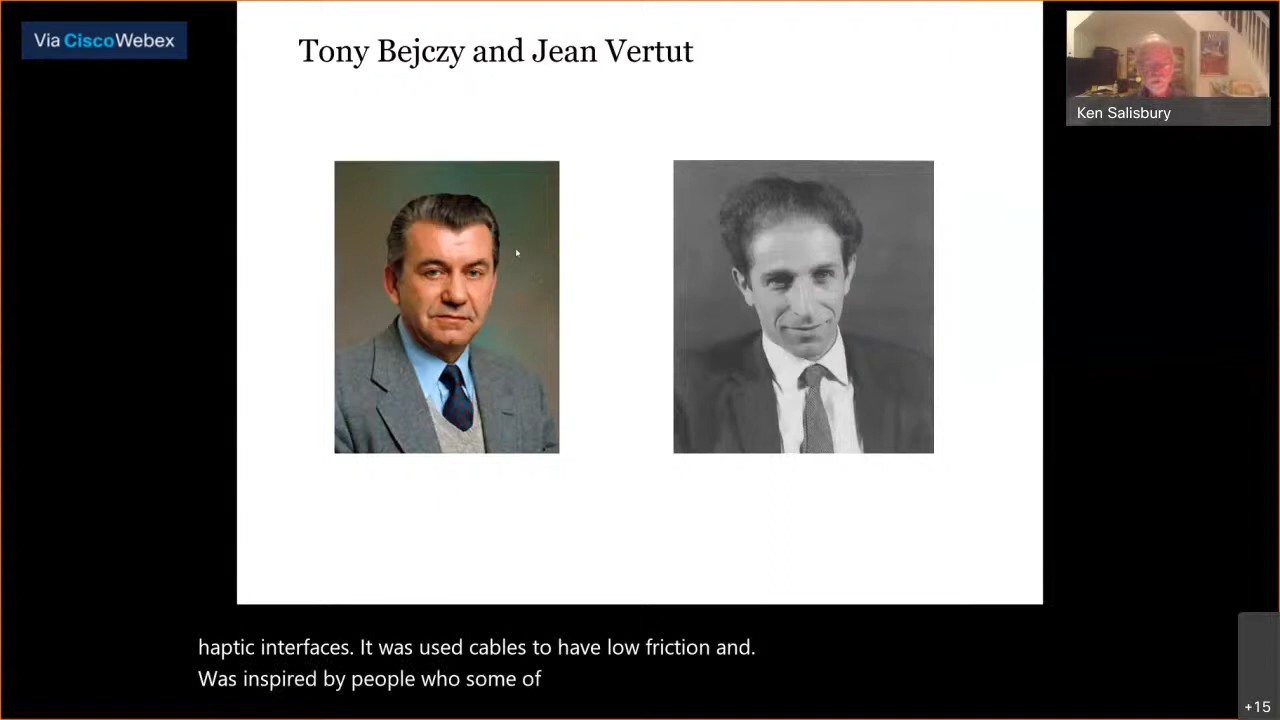 Via Cisco Webex
Tony Bejczy and Jean Vertut
Ken Salisbury
haptic interfaces. It was used cables to have low friction and.
Was inspired by people who some of
+15